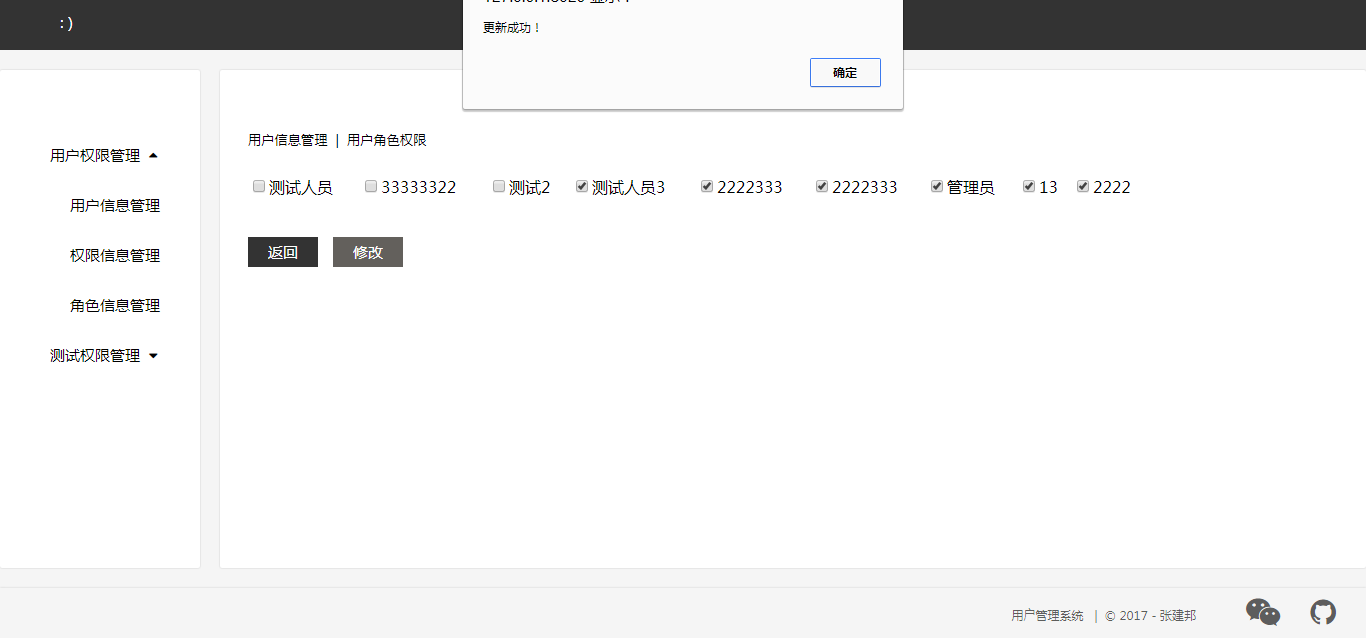 :)
更新成功！
确定
用户信息管理 | 用户角色权限
用户权限管理
用户信息管理
权限信息管理
角色信息管理
测试权限管理
测试人员 33333322 测试2 测试人员3 2222333 2222333 管理员 13 2222
返回 修改
用户管理系统 | © 2017 - 张建邦